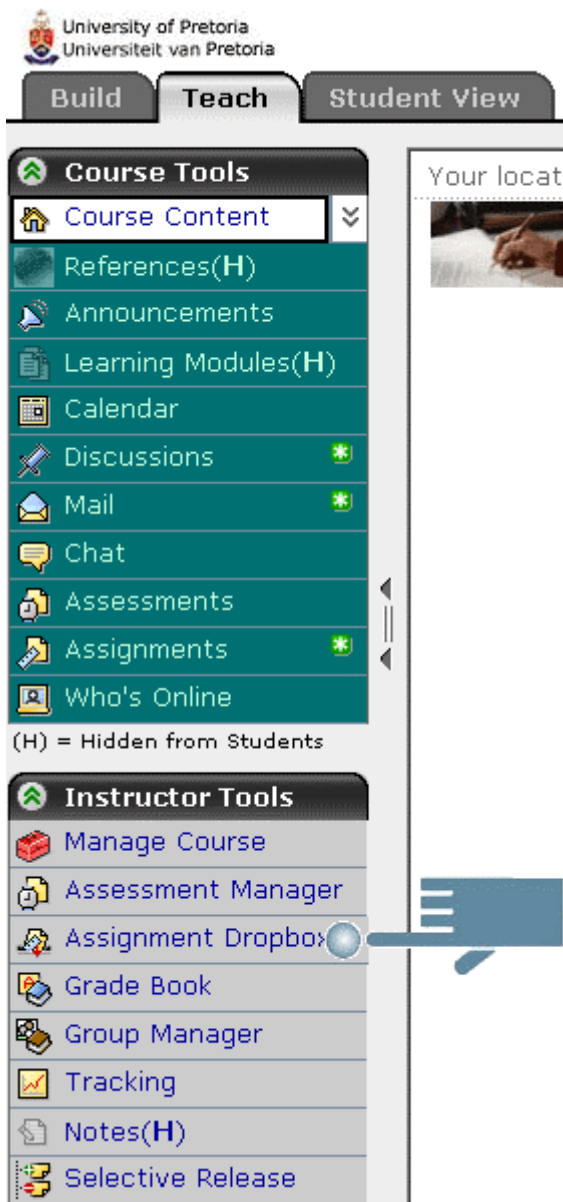 University of Pretoria
Universiteit van Pretoria
Build Teach Student View
Course Tools
Course Content
References(H)
Announcements
Learning Modules(H)
Calendar
Discussions
Mail
Chat
Assessments
Assignments
Who's Online
(H) = Hidden from Students
Instructor Tools
Manage Course
Assessment Manager
Assignment Dropbox
Grade Book
Group Manager
Tracking
Notes(H)
Selective Release
Your locat